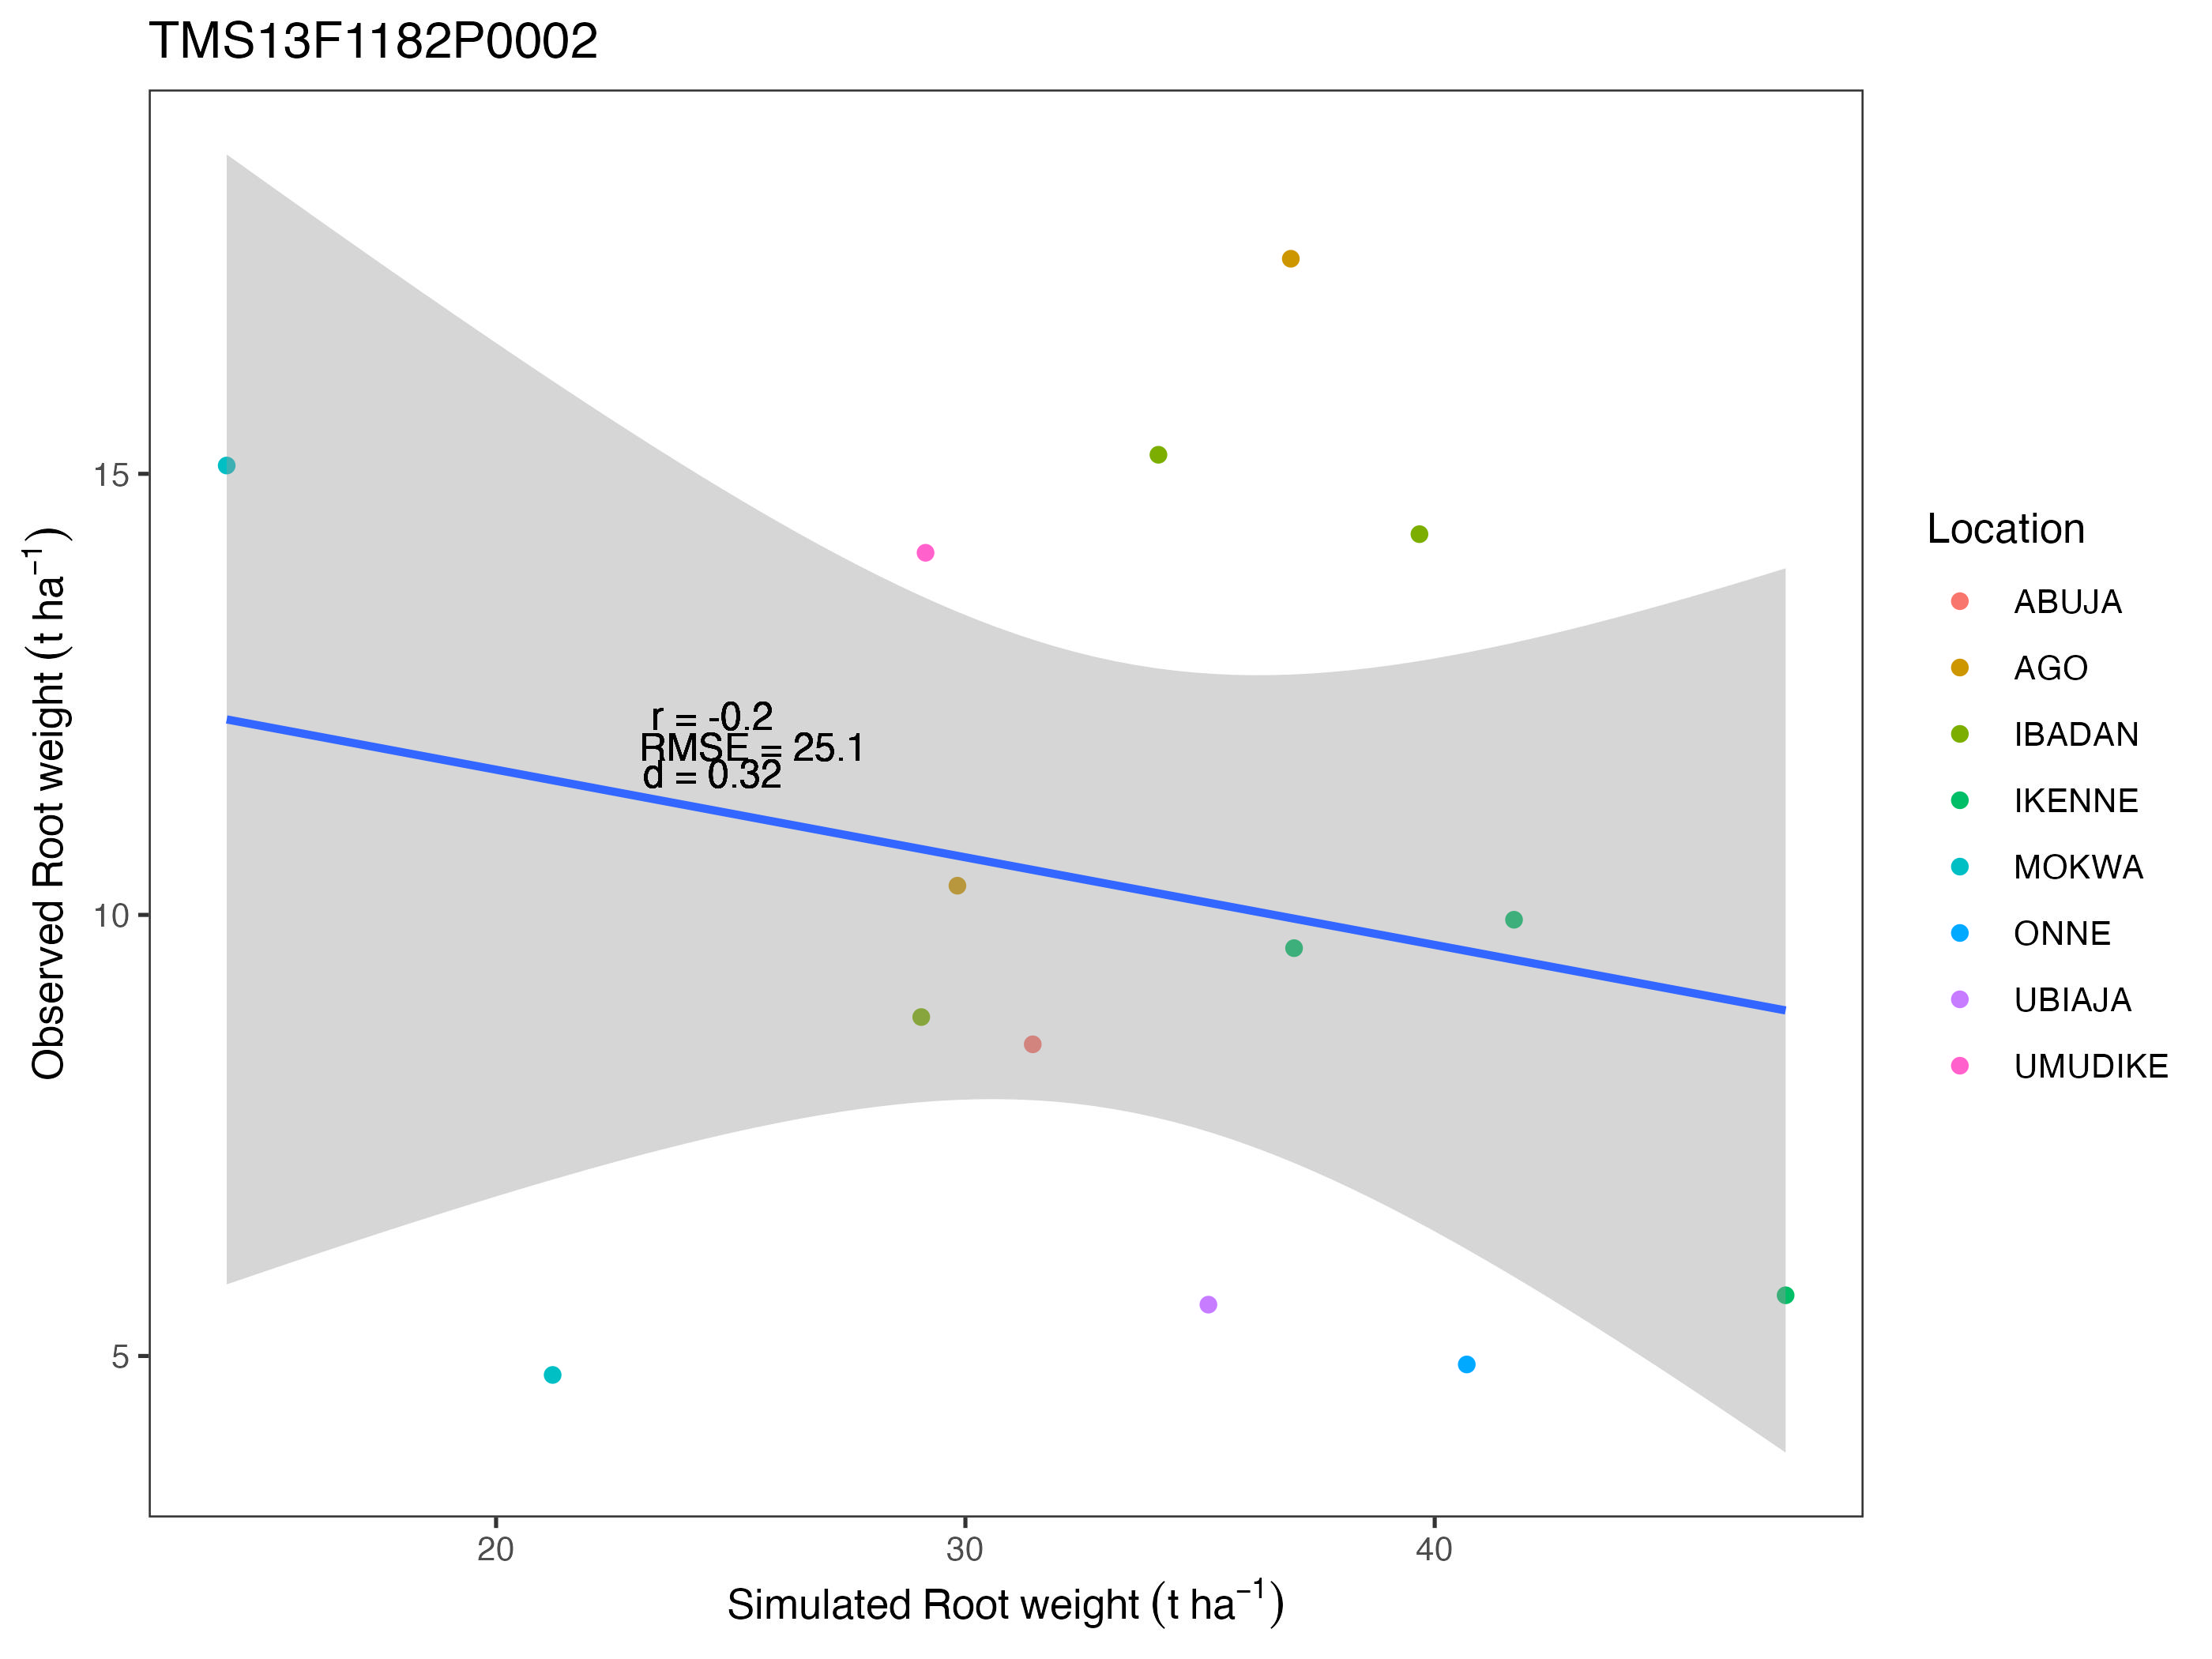 TMS13F1182P0002
Observed Root weight (t ha⁻¹)
15
10
5
r = -0.2
RMSE = 25.1
d = 0.32
20 30 40
Simulated Root weight (t ha⁻¹)
Location
ABUJA
AGO
IBADAN
IKENNE
MOKWA
ONNE
UBIAJA
UMUDIKE